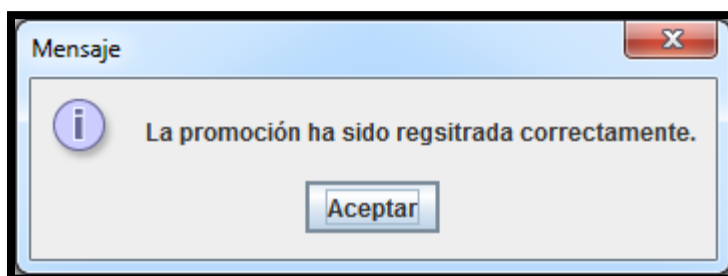 Mensaje
La promoción ha sido regsitrada correctamente.
Aceptar